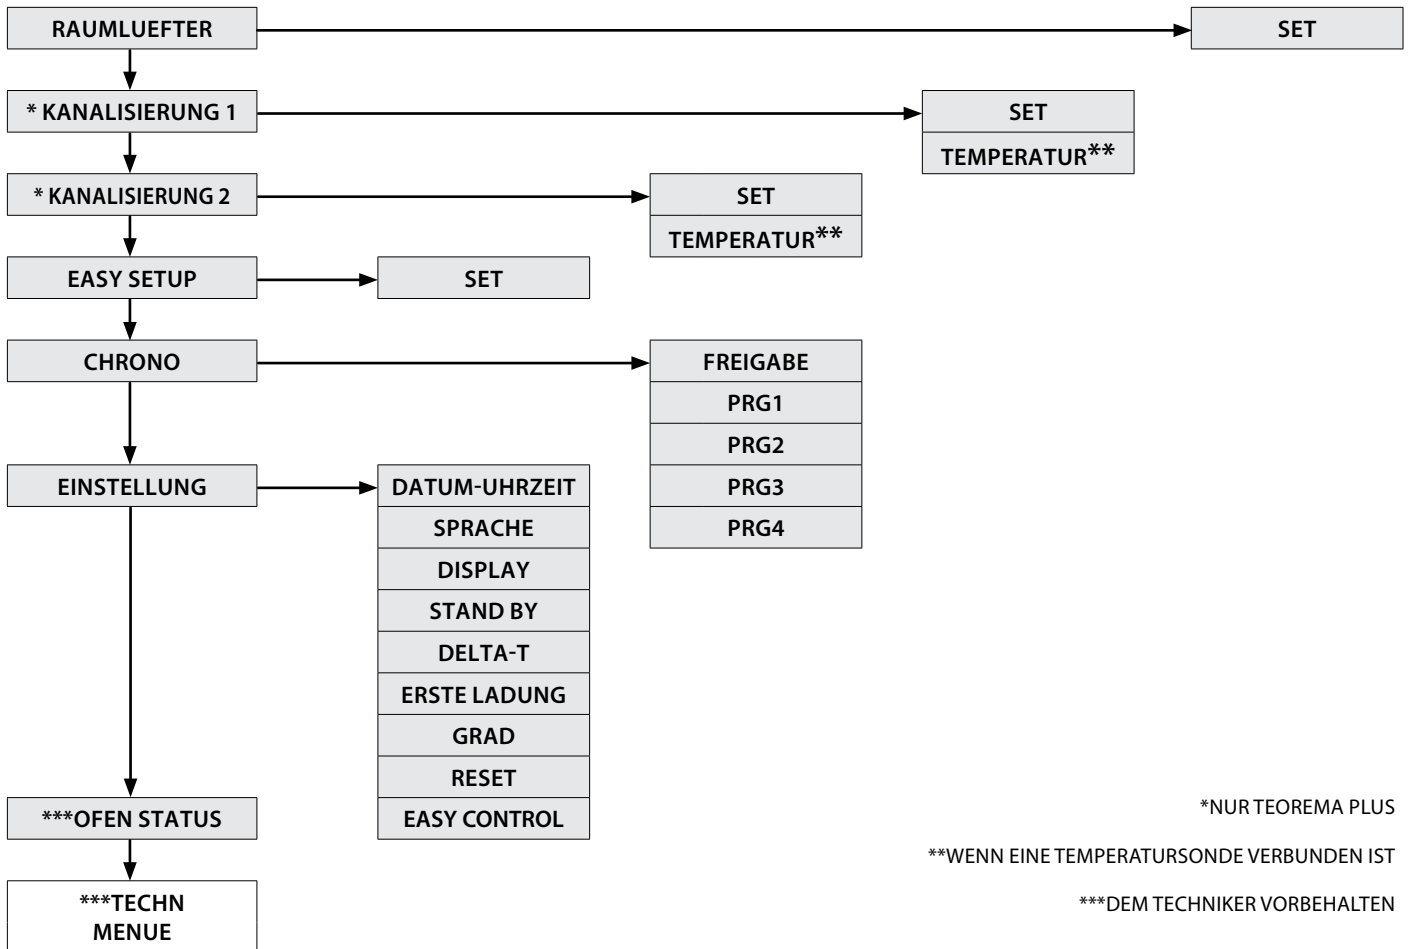 RAUMLUEFTER
SET
* KANALISIERUNG 1
SET
TEMPERATUR**
* KANALISIERUNG 2
SET
TEMPERATUR**
EASY SETUP
SET
CHRONO
FREIGABE
PRG1
PRG2
PRG3
PRG4
EINSTELLUNG
DATUM-UHRZEIT
SPRACHE
DISPLAY
STAND BY
DELTA-T
ERSTE LADUNG
GRAD
RESET
EASY CONTROL
***OFEN STATUS
***TECHN
MENUE
*NUR TEOREMA PLUS
**WENN EINE TEMPERATURSONDE VERBUNDEN IST
***DEM TECHNIKER VORBEHALTEN